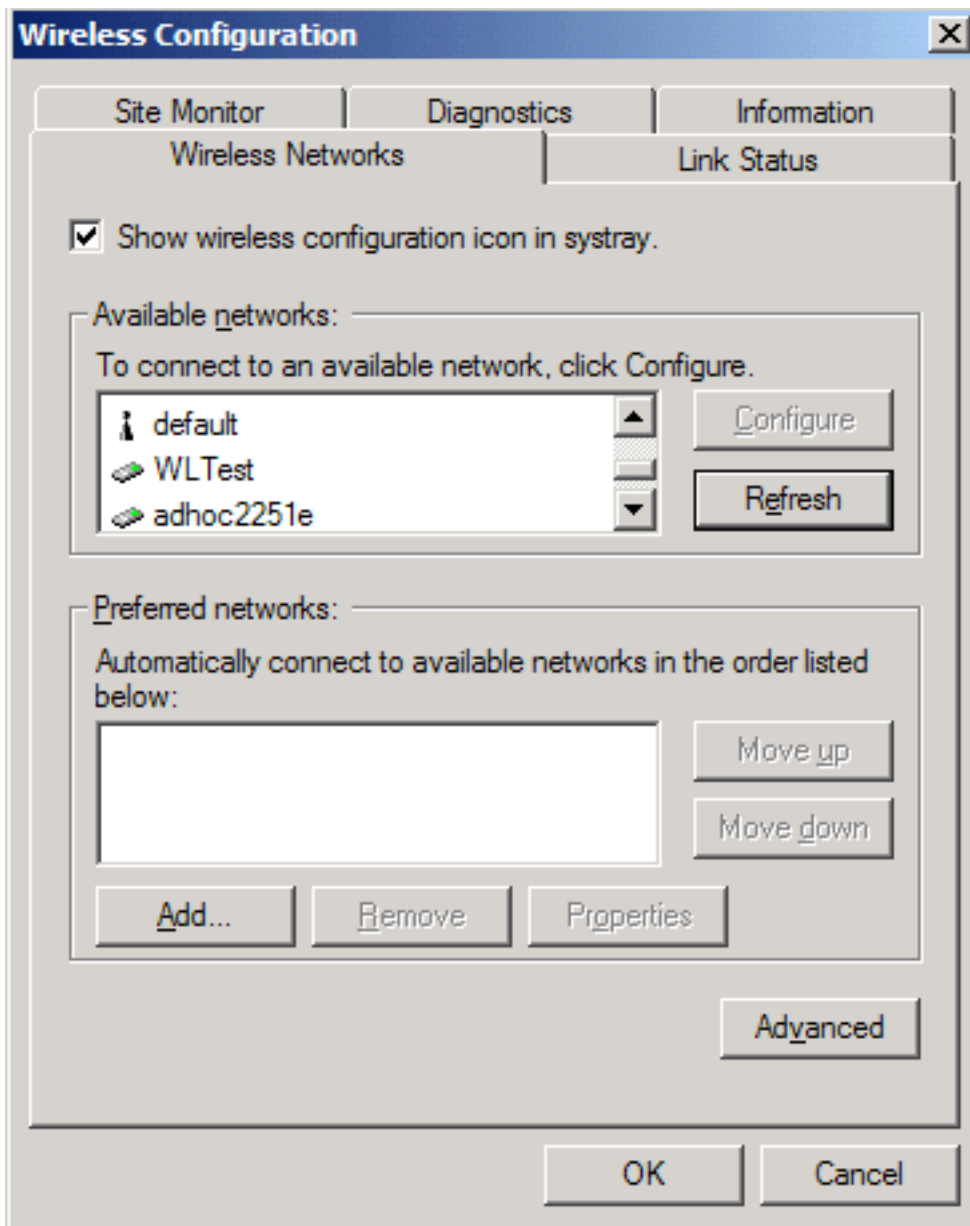 Wireless Configuration
Site Monitor
Diagnostics
Information
Wireless Networks
Link Status
Show wireless configuration icon in systray.
Available networks:
To connect to an available network, click Configure.
default
WLTest
adhoc2251e
Configure
Refresh
Preferred networks:
Automatically connect to available networks in the order listed
below:
Move up
Move down
Add...
Remove
Properties
Advanced
OK
Cancel